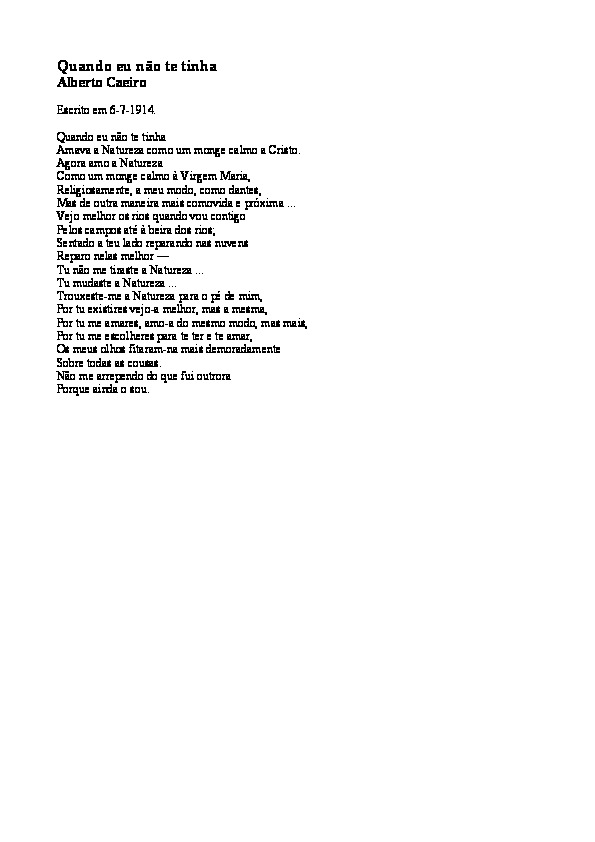 Quando eu não te tinha
Alberto Caeiro
Escrito em 6-7-1914.
Quando eu não te tinha
Amava a Natureza como um monge calmo a Cristo.
Agora amo a Natureza
Como um monge calmo à Virgem Maria,
Religiosamente, a meu modo, como dantes,
Mas de outra maneira mais comovida e próxima ...
Vejo melhor os rios quando vou contigo
Pelos campos até à beira dos rios;
Sentado a teu lado reparando nas nuvens
Reparo nelas melhor —
Tu não me tiraste a Natureza ...
Tu mudaste a Natureza ...
Trouxeste-me a Natureza para o pé de mim,
Por tu existires vejo-a melhor, mas a mesma,
Por tu me amares, amo-a do mesmo modo, mas mais,
Por tu me escolheres para te ter e te amar,
Os meus olhos fitaram-na mais demoradamente
Sobre todas as cousas.
Não me arrependo do que fui outrora
Porque ainda o sou.